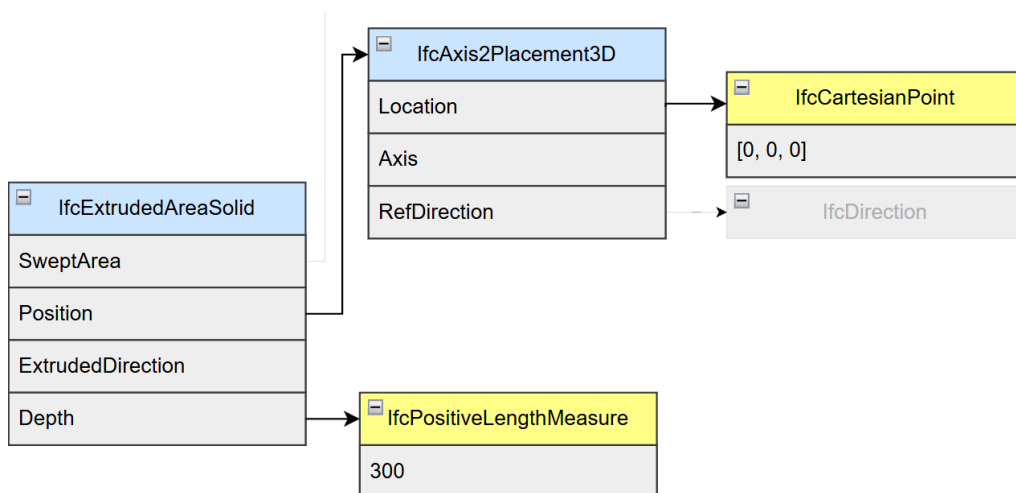 IfcAxis2Placement3D
Location
Axis
RefDirection
IfcCartesianPoint
[0, 0, 0]
IfcDirection
IfcExtrudedAreaSolid
SweptArea
Position
ExtrudedDirection
Depth
IfcPositiveLengthMeasure
300